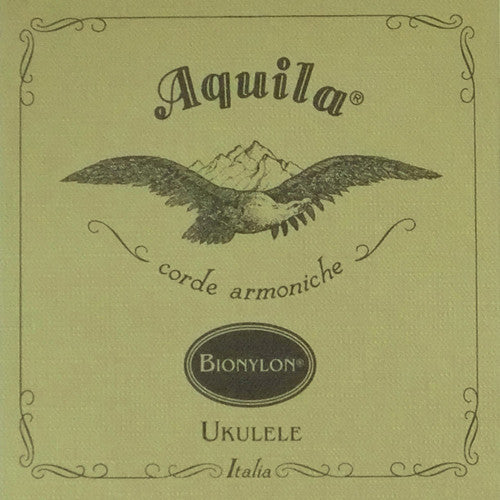 Aquila®
corde armoniche
BIONYLON®
UKULELE
Italia